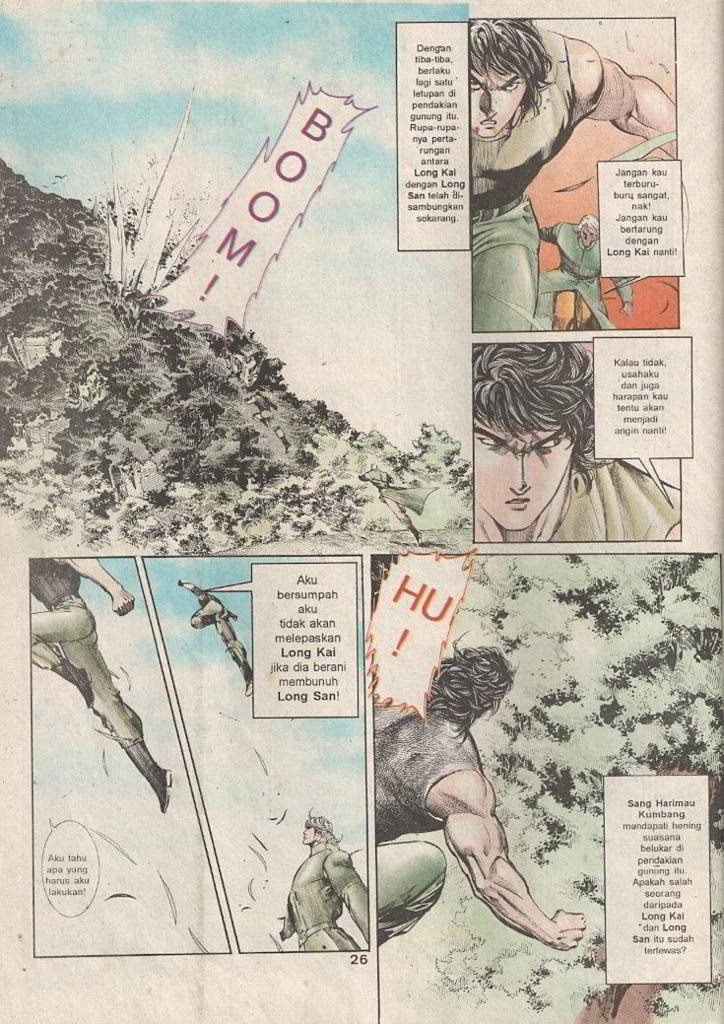 Dengan
tiba-tiba,
berlaku
lagi satu
letupan di
pendakian
gunung itu.
Rupa-rupa-
nya perta-
rungan
antara
Long Kai
dengan Long
San telah di-
sambungkan
sekarang.
BOOM!
Jangan kau
terburu-
buru sangat,
nak!
Jangan kau
bertarung
dengan
Long Kai nanti!
Kalau tidak,
usahaku
dan juga
harapan kau
tentu akan
menjadi
angin nanti!
Aku tahu
apa yang
harus aku
lakukan!
Aku
bersumpah
aku
tidak akan
melepaskan
Long Kai
jika dia berani
membunuh
Long San!
HU
!
Sang Harimau
Kumbang
mendapati hening
suasana
belukar di
pendakian
gunung itu.
Apakah salah
seorang
daripada
Long Kai
dan Long
San itu sudah
tertewas?
26